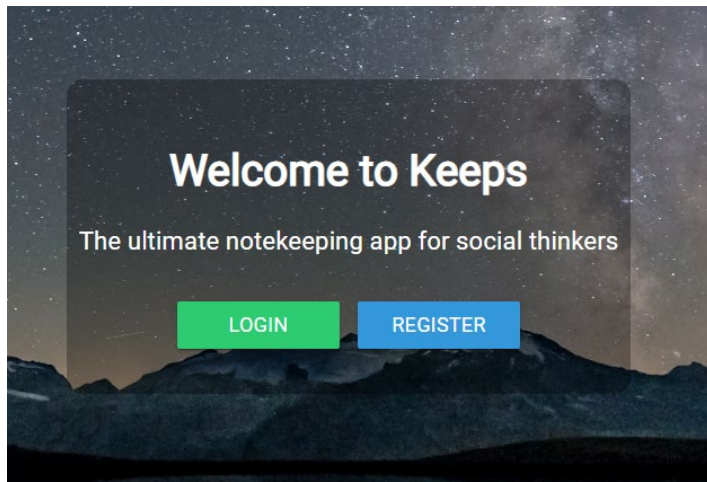 Welcome to Keeps
The ultimate notekeeping app for social thinkers
LOGIN REGISTER